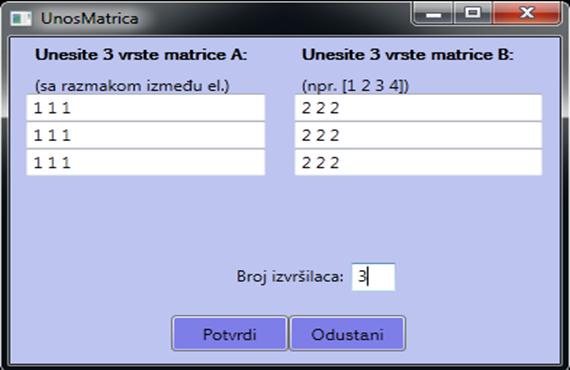 UnosMatrica
Unesite 3 vrste matrice A:
(sa razmakom između el.)
1 1 1
1 1 1
1 1 1
Unesite 3 vrste matrice B:
(npr. [1 2 3 4])
2 2 2
2 2 2
2 2 2
Broj izvršilaca: 3
Potvrdi Odustani